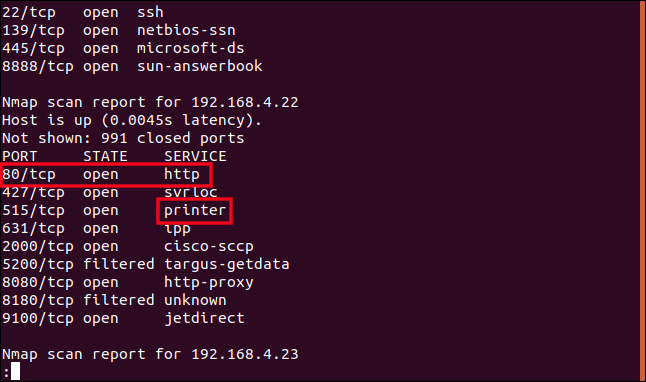 22/tcp   open  ssh
139/tcp  open  netbios-ssn
445/tcp  open  microsoft-ds
8888/tcp open  sun-answerbook
Nmap scan report for 192.168.4.22
Host is up (0.0045s latency).
Not shown: 991 closed ports
PORT     STATE    SERVICE
80/tcp   open     http
427/tcp  open     svrloc
515/tcp  open     printer
631/tcp  open     ipp
2000/tcp open     cisco-sccp
5200/tcp filtered targus-getdata
8080/tcp open     http-proxy
8180/tcp filtered unknown
9100/tcp open     jetdirect
Nmap scan report for 192.168.4.23
: